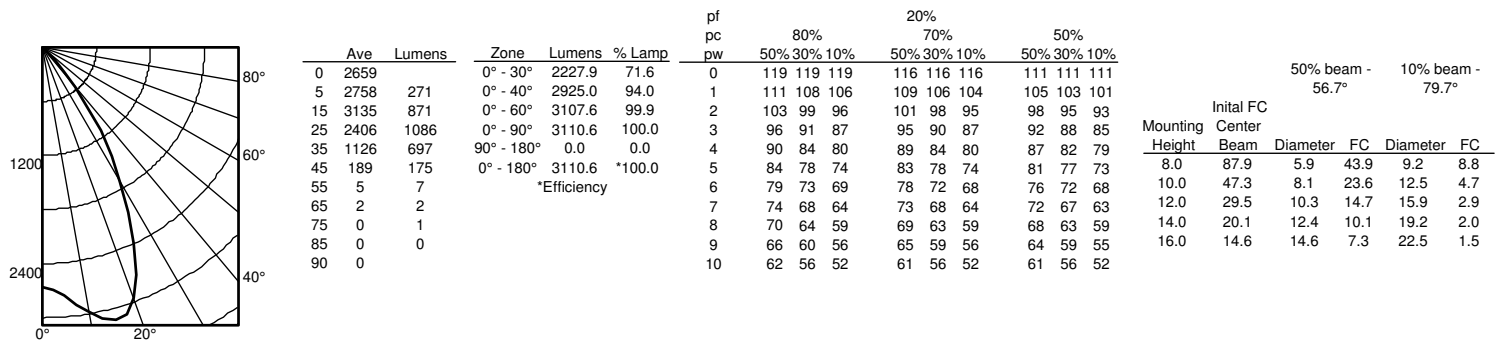 80°
60°
40°
1200
2400
0° 20°
Ave Lumens
0 2659
5 2758 271
15 3135 871
25 2406 1086
35 1126 697
45 189 175
55 5 7
65 2 2
75 0 1
85 0 0
90 0
Zone Lumens % Lamp
0° - 30° 2227.9 71.6
0° - 40° 2925.0 94.0
0° - 60° 3107.6 99.9
0° - 90° 3110.6 100.0
90° - 180° 0.0 0.0
0° - 180° 3110.6 *100.0
*Efficiency
pf 20%
pc 80% 70% 50%
pw 50% 30% 10% 50% 30% 10% 50% 30% 10%
0 119 119 119 116 116 116 111 111 111
1 111 108 106 109 106 104 105 103 101
2 103 99 96 101 98 95 98 95 93
3 96 91 87 95 90 87 92 88 85
4 90 84 80 89 84 80 87 82 79
5 84 78 74 83 78 74 81 77 73
6 79 73 69 78 72 68 76 72 68
7 74 68 64 73 68 64 72 67 63
8 70 64 59 69 63 59 68 63 59
9 66 60 56 65 59 56 64 59 55
10 62 56 52 61 56 52 61 56 52
50% beam - 10% beam -
56.7° 79.7°
Inital FC
Mounting Center
Height Beam Diameter FC Diameter FC
8.0 87.9 5.9 43.9 9.2 8.8
10.0 47.3 8.1 23.6 12.5 4.7
12.0 29.5 10.3 14.7 15.9 2.9
14.0 20.1 12.4 10.1 19.2 2.0
16.0 14.6 14.6 7.3 22.5 1.5